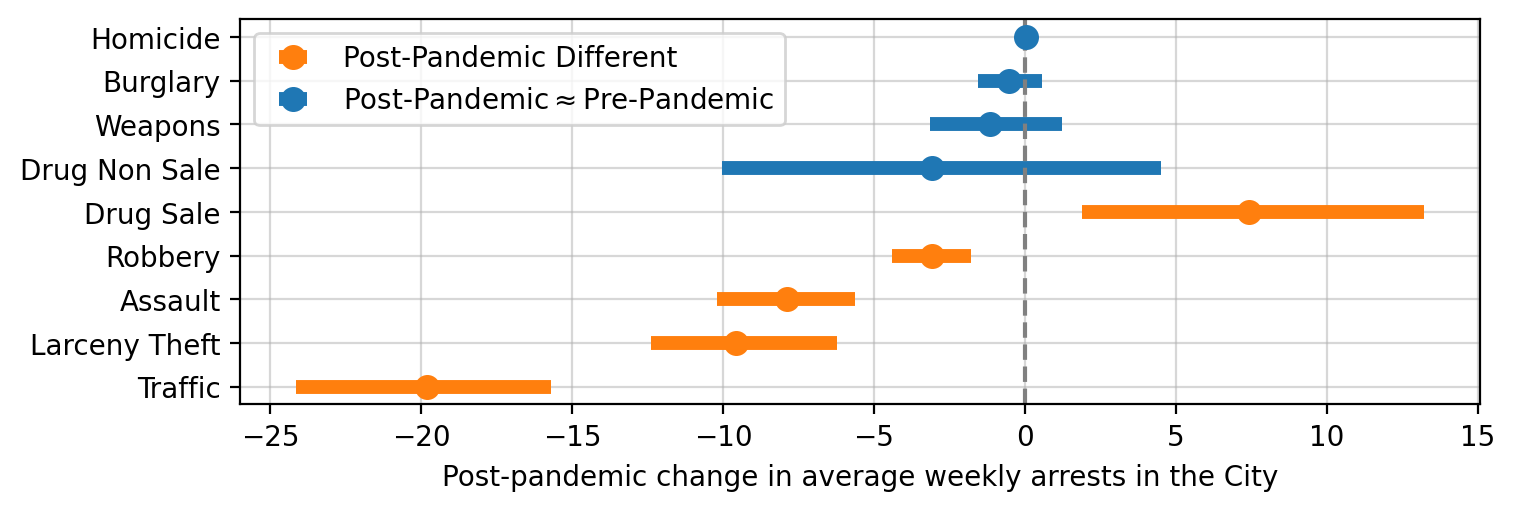 Homicide
Burglary
Weapons
Drug Non Sale
Drug Sale
Robbery
Assault
Larceny Theft
Traffic
Post-Pandemic Different
Post-Pandemic ≈ Pre-Pandemic
−25 −20 −15 −10 −5 0 5 10 15
Post-pandemic change in average weekly arrests in the City